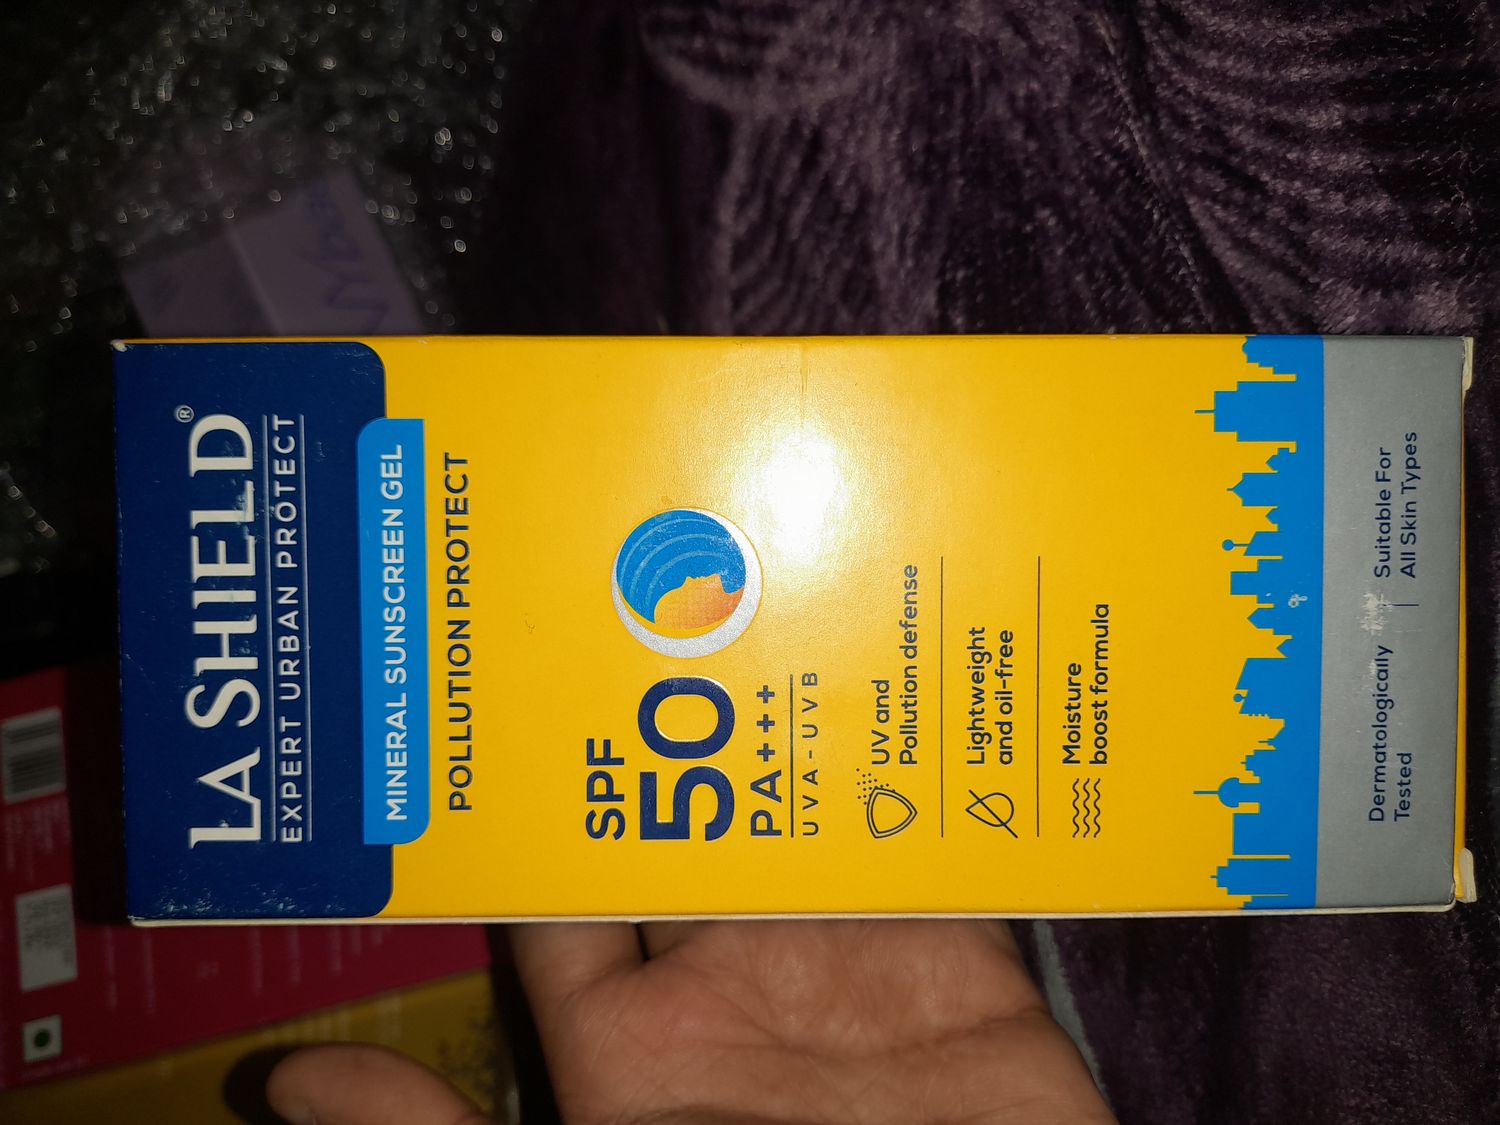 LA SHIELD®
EXPERT URBAN PROTECT
MINERAL SUNSCREEN GEL
POLLUTION PROTECT
SPF
50
PA+++
UVA-UVB
UV and
Pollution defense
Lightweight
and oil-free
Moisture
boost formula
Dermatologically
Tested
Suitable For
All Skin Types